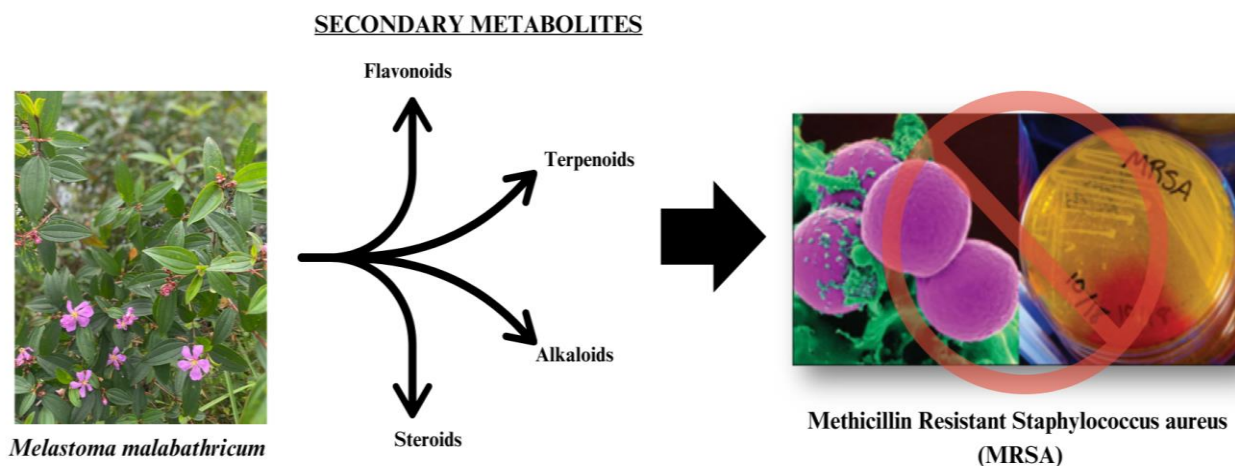 SECONDARY METABOLITES
Flavonoids
Terpenoids
Alkaloids
Steroids
Melastoma malabathricum
MRSA
Methicillin Resistant Staphylococcus aureus
(MRSA)